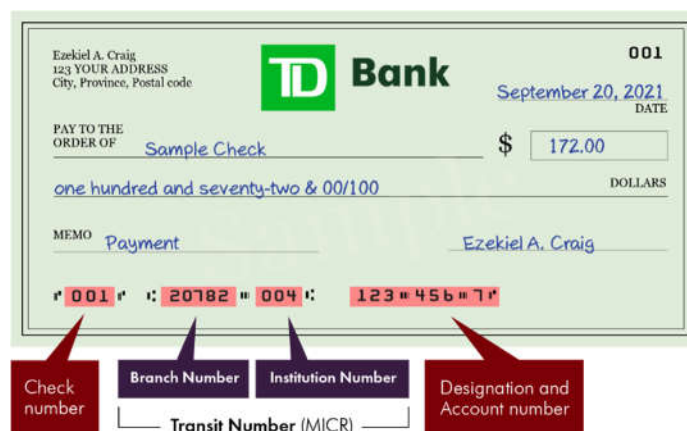 Ezekiel A. Craig
123 YOUR ADDRESS
City, Province, Postal code
TD Bank
001
September 20, 2021
DATE
PAY TO THE
ORDER OF Sample Check $ 172.00
one hundred and seventy-two & 00/100 DOLLARS
MEMO Payment Ezekiel A. Craig
⑈001⑈ ⑆20782⑉004⑆ 123⑉456⑉7⑈
Check
number
Branch Number Institution Number
Designation and
Account number
Transit Number (MICR)